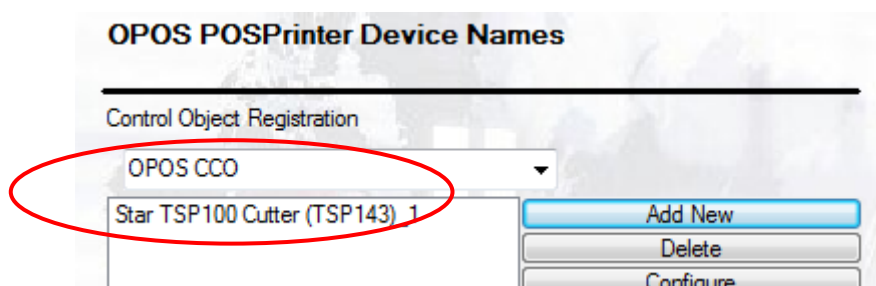 OPOS POSPrinter Device Names
Control Object Registration
OPOS CCO
Star TSP100 Cutter (TSP143)_1
Add New
Delete
Configure